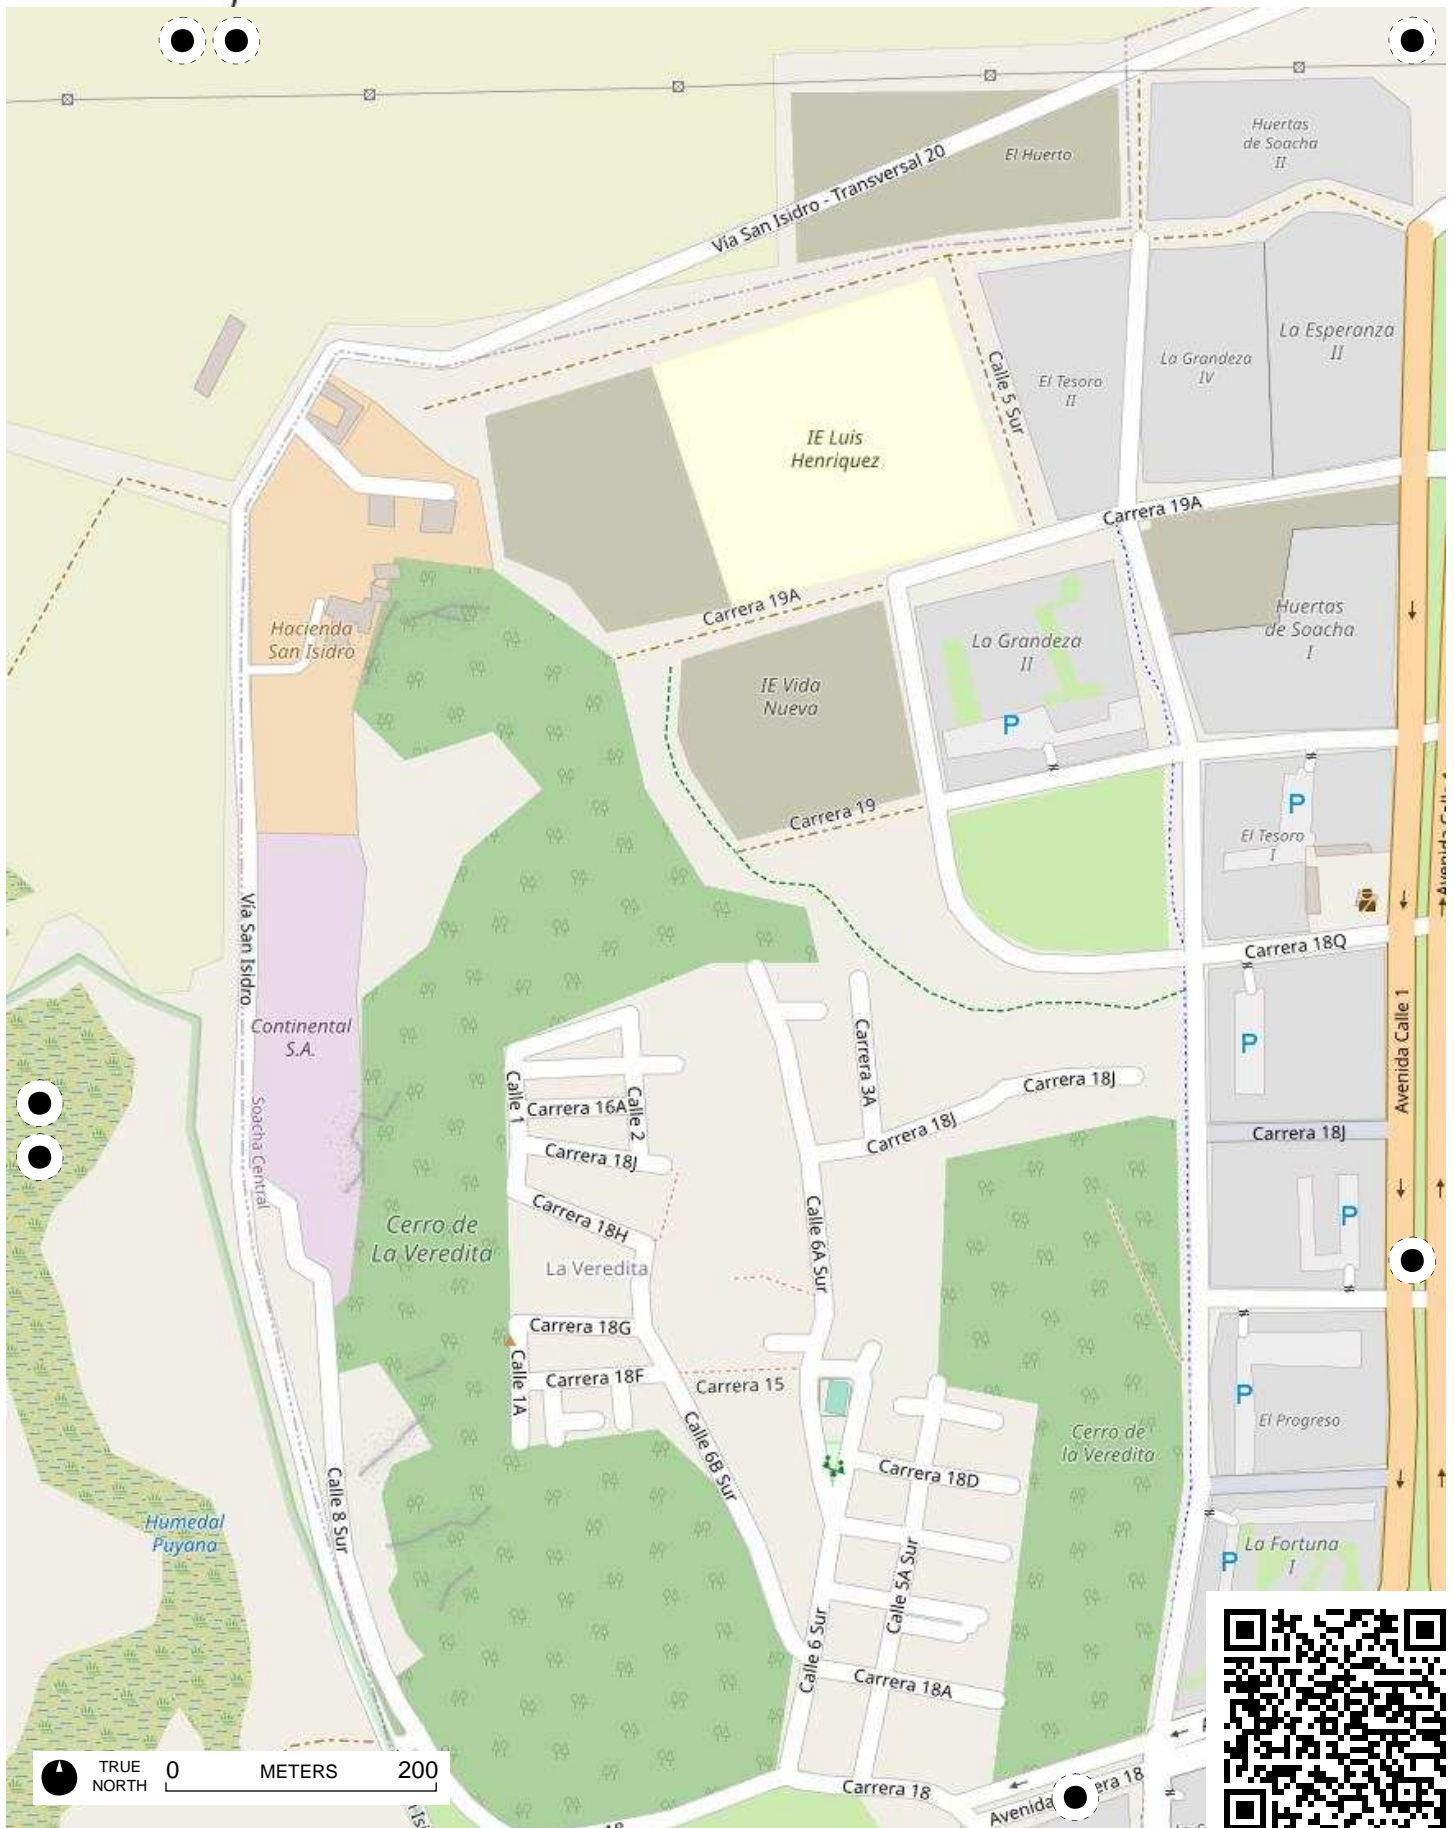 Huertas
de Soacha
II
El Huerto
Vía San Isidro - Transversal 20
La Esperanza
II
La Grandeza
IV
El Tesoro
II
Calle 5 Sur
IE Luis
Henriquez
Carrera 19A
Carrera 19A
Huertas
de Soacha
I
Hacienda
San Isidro
La Grandeza
II
IE Vida
Nueva
P
P
Carrera 19
El Tesoro
I
Vía San Isidro
Carrera 18Q
Continental
S.A.
P
Avenida Calle 1
Carrera 3A
Carrera 18J
Calle 1
Calle 2
Carrera 16A
Carrera 18J
Carrera 18J
Carrera 18J
Soacha Central
Carrera 18H
Cerro de
La Veredita
Calle 6A Sur
P
La Veredita
Carrera 18G
Calle 1A
Carrera 18F
Carrera 15
P
El Progreso
Cerro de
la Veredita
Calle 6B Sur
Carrera 18D
Calle 8 Sur
Humedal
Puyana
Calle 5A Sur
La Fortuna
I
P
Calle 6 Sur
Carrera 18A
TRUE
NORTH
0 METERS 200
Carrera 18
Avenida
era 18
18